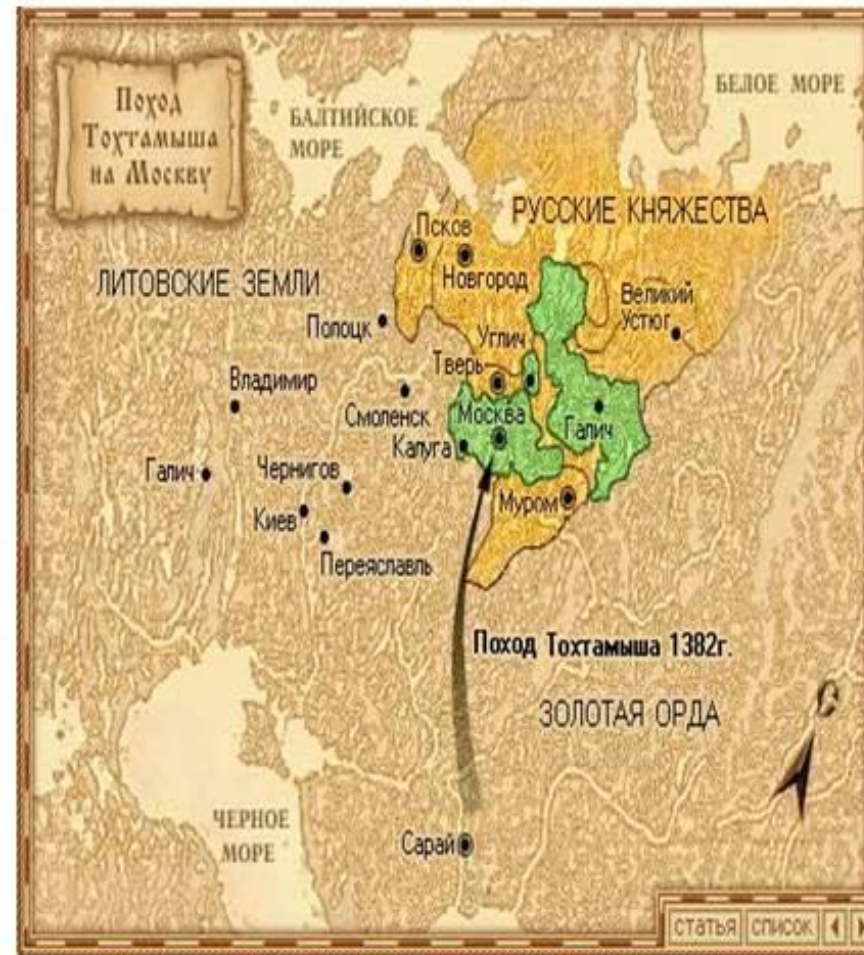 Поход
Тохтамыша
на Москву
БАЛТИЙСКОЕ
МОРЕ
БЕЛОЕ МОРЕ
РУССКИЕ КНЯЖЕСТВА
Псков
Новгород
ЛИТОВСКИЕ ЗЕМЛИ
Великий
Устюг
Полоцк
Углич
Тверь
Владимир
Смоленск
Москва
Галич
Калуга
Галич
Чернигов
Муром
Киев
Переяславль
Поход Тохтамыша 1382г.
ЗОЛОТАЯ ОРДА
С
ЧЕРНОЕ
МОРЕ
Сарай
статья список